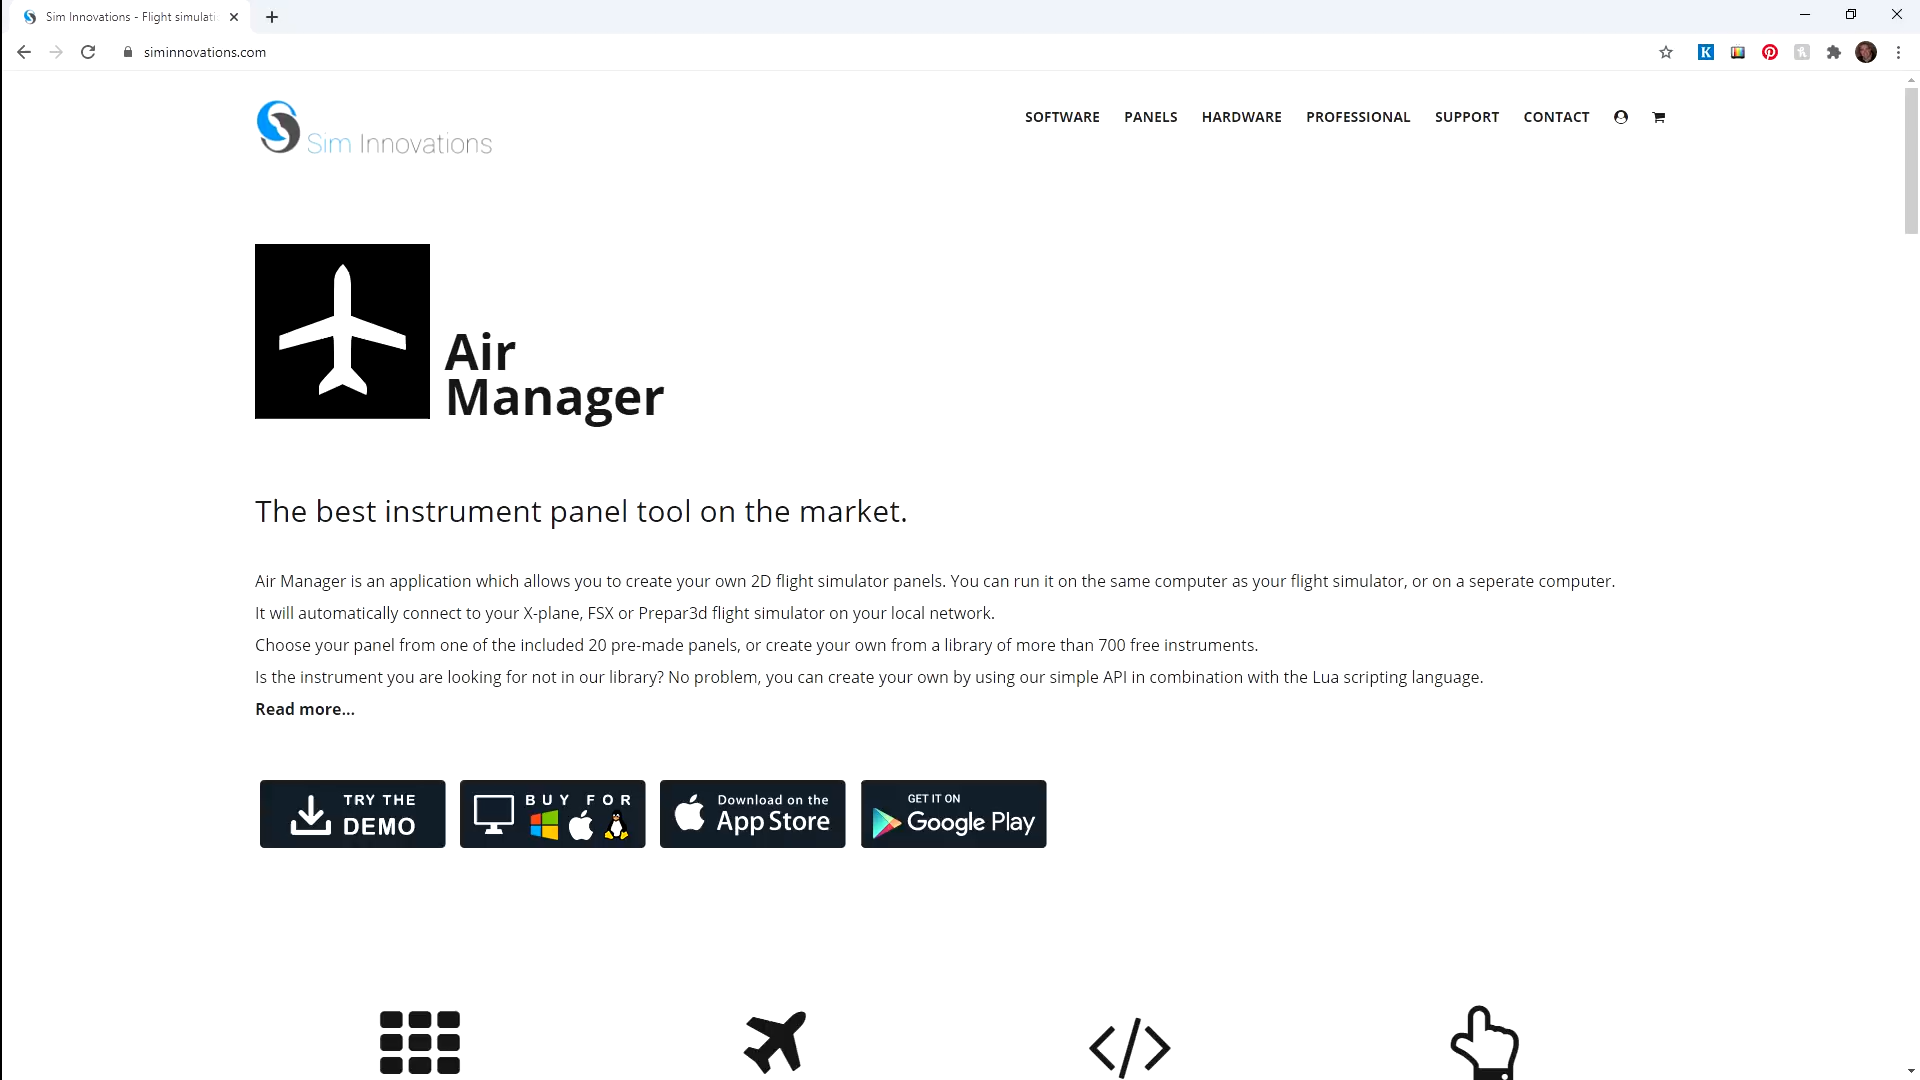 Sim Innovations - Flight simulati
siminnovations.com
Sim Innovations
SOFTWARE PANELS HARDWARE PROFESSIONAL SUPPORT CONTACT
Air
Manager
The best instrument panel tool on the market.
Air Manager is an application which allows you to create your own 2D flight simulator panels. You can run it on the same computer as your flight simulator, or on a seperate computer.
It will automatically connect to your X-plane, FSX or Prepar3d flight simulator on your local network.
Choose your panel from one of the included 20 pre-made panels, or create your own from a library of more than 700 free instruments.
Is the instrument you are looking for not in our library? No problem, you can create your own by using our simple API in combination with the Lua scripting language.
Read more...
TRY THE
DEMO
BUY FOR
Download on the
App Store
GET IT ON
Google Play